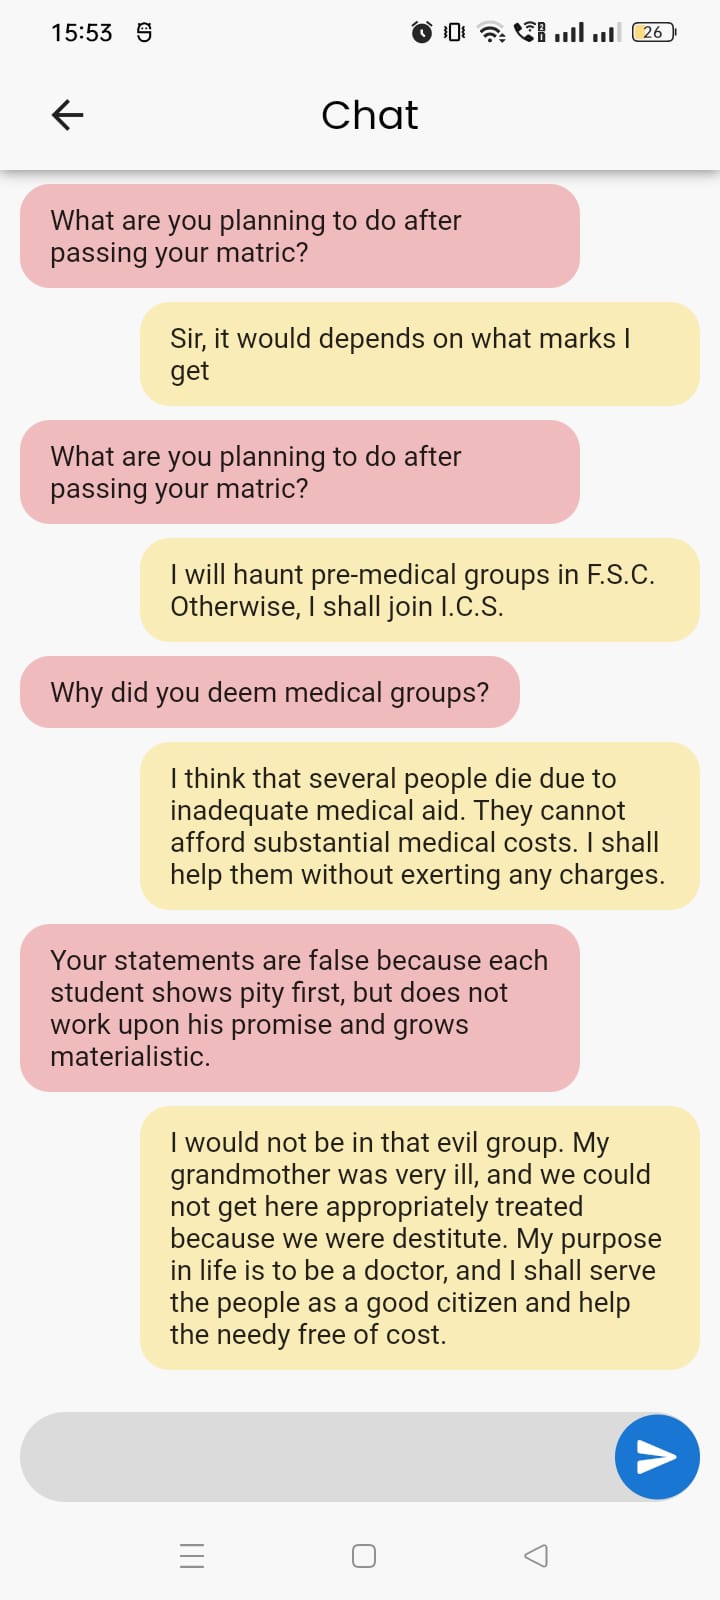 15:53
26
Chat
What are you planning to do after
passing your matric?
Sir, it would depends on what marks I
get
What are you planning to do after
passing your matric?
I will haunt pre-medical groups in F.S.C.
Otherwise, I shall join I.C.S.
Why did you deem medical groups?
I think that several people die due to
inadequate medical aid. They cannot
afford substantial medical costs. I shall
help them without exerting any charges.
Your statements are false because each
student shows pity first, but does not
work upon his promise and grows
materialistic.
I would not be in that evil group. My
grandmother was very ill, and we could
not get here appropriately treated
because we were destitute. My purpose
in life is to be a doctor, and I shall serve
the people as a good citizen and help
the needy free of cost.